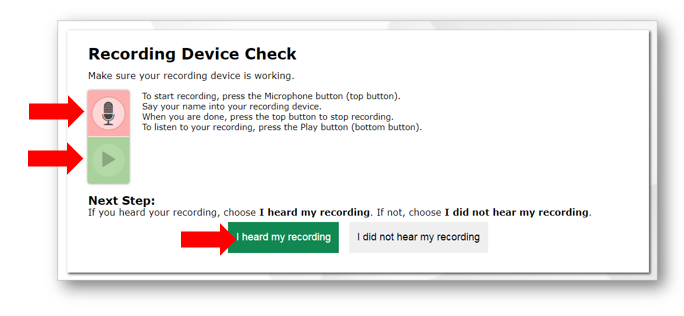 Recording Device Check
Make sure your recording device is working.
To start recording, press the Microphone button (top button).
Say your name into your recording device.
When you are done, press the top button to stop recording.
To listen to your recording, press the Play button (bottom button).
Next Step:
If you heard your recording, choose I heard my recording. If not, choose I did not hear my recording.
I heard my recording
I did not hear my recording